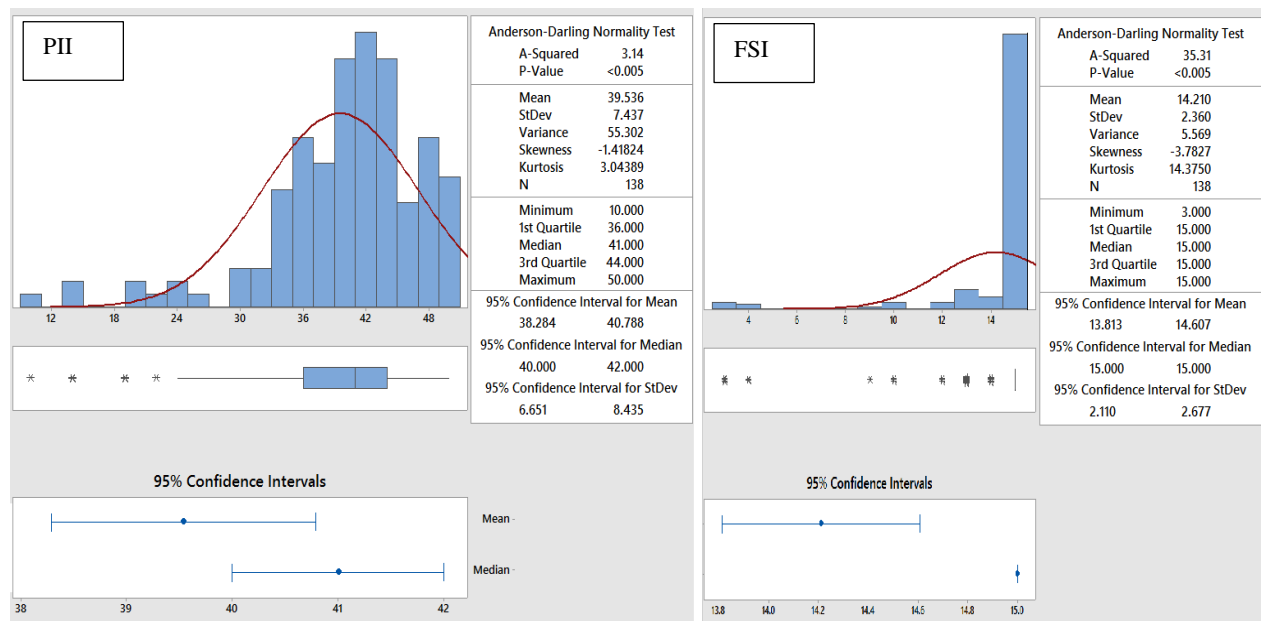 PII
Anderson-Darling Normality Test
A-Squared 3.14
P-Value <0.005
Mean 39.536
StDev 7.437
Variance 55.302
Skewness -1.41824
Kurtosis 3.04389
N 138
Minimum 10.000
1st Quartile 36.000
Median 41.000
3rd Quartile 44.000
Maximum 50.000
95% Confidence Interval for Mean
38.284 40.788
95% Confidence Interval for Median
40.000 42.000
95% Confidence Interval for StDev
6.651 8.435
12 18 24 30 36 42 48
95% Confidence Intervals
Mean
Median
38 39 40 41 42
FSI
Anderson-Darling Normality Test
A-Squared 35.31
P-Value <0.005
Mean 14.210
StDev 2.360
Variance 5.569
Skewness -3.7827
Kurtosis 14.3750
N 138
Minimum 3.000
1st Quartile 15.000
Median 15.000
3rd Quartile 15.000
Maximum 15.000
95% Confidence Interval for Mean
13.813 14.607
95% Confidence Interval for Median
15.000 15.000
95% Confidence Interval for StDev
2.110 2.677
4 6 8 10 12 14
95% Confidence Intervals
13.8 14.0 14.2 14.4 14.6 14.8 15.0